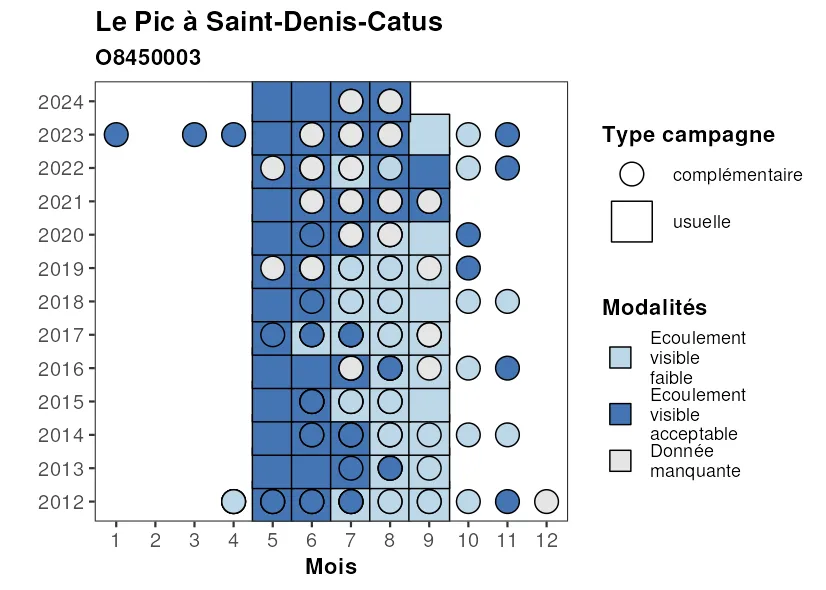 Le Pic à Saint-Denis-Catus
O8450003
2024
2023
2022
2021
2020
2019
2018
2017
2016
2015
2014
2013
2012
1 2 3 4 5 6 7 8 9 10 11 12
Mois
Type campagne
complémentaire
usuelle
Modalités
Ecoulement
visible
faible
Ecoulement
visible
acceptable
Donnée
manquante